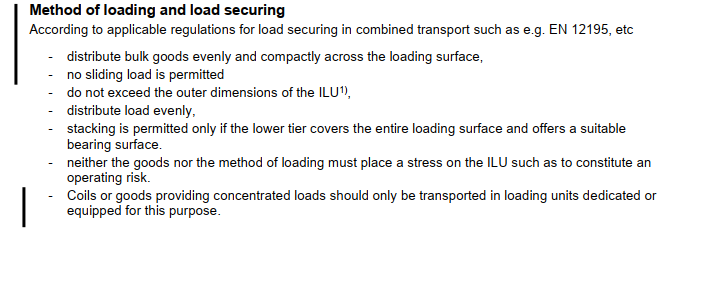 Method of loading and load securing
According to applicable regulations for load securing in combined transport such as e.g. EN 12195, etc
- distribute bulk goods evenly and compactly across the loading surface,
- no sliding load is permitted
- do not exceed the outer dimensions of the ILU1),
- distribute load evenly,
- stacking is permitted only if the lower tier covers the entire loading surface and offers a suitable
bearing surface.
- neither the goods nor the method of loading must place a stress on the ILU such as to constitute an
operating risk.
- Coils or goods providing concentrated loads should only be transported in loading units dedicated or
equipped for this purpose.